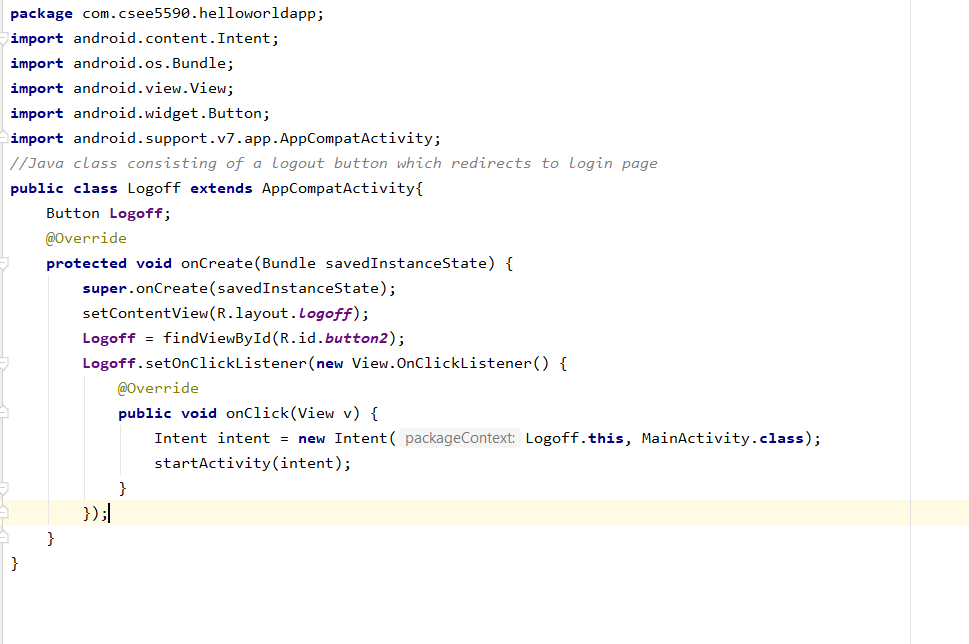 package com.csee5590.helloworldapp;
import android.content.Intent;
import android.os.Bundle;
import android.view.View;
import android.widget.Button;
import android.support.v7.app.AppCompatActivity;
//Java class consisting of a logout button which redirects to login page
public class Logoff extends AppCompatActivity{
    Button Logoff;
    @Override
    protected void onCreate(Bundle savedInstanceState) {
        super.onCreate(savedInstanceState);
        setContentView(R.layout.logoff);
        Logoff = findViewById(R.id.button2);
        Logoff.setOnClickListener(new View.OnClickListener() {
            @Override
            public void onClick(View v) {
                Intent intent = new Intent( packageContext: Logoff.this, MainActivity.class);
                startActivity(intent);
            }
        });
    }
}